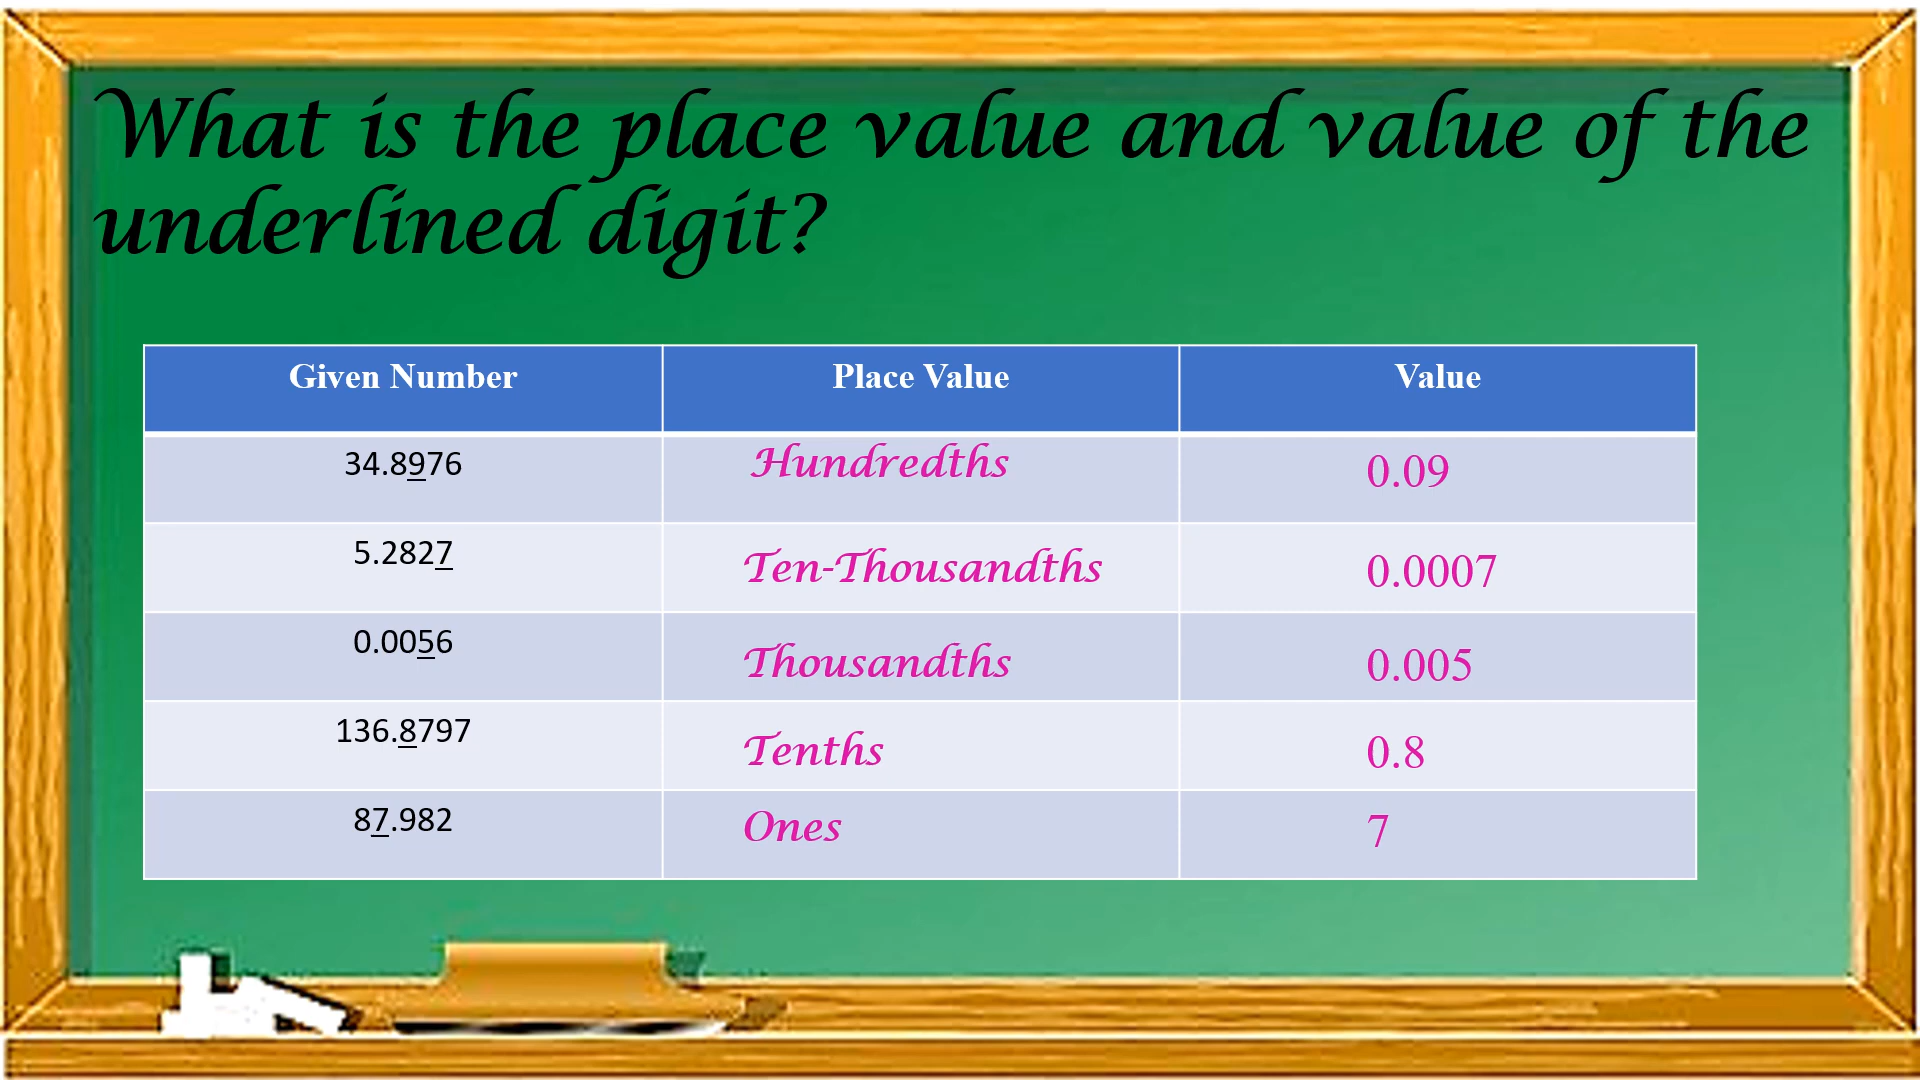 What is the place value and value of the
underlined digit?
Given Number Place Value Value
34.8976 Hundredths 0.09
5.2827 Ten-Thousandths 0.0007
0.0056 Thousandths 0.005
136.8797 Tenths 0.8
87.982 Ones 7